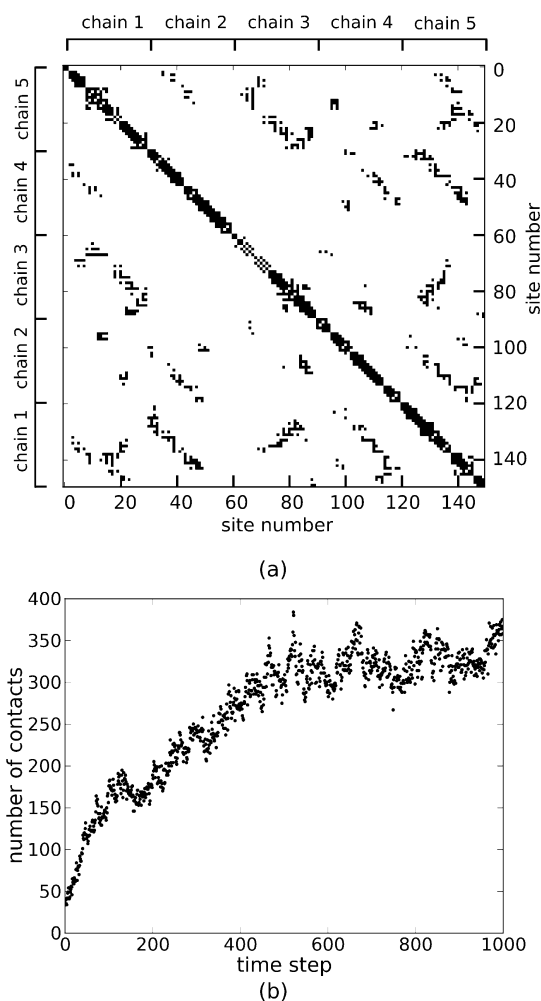 chain 1 chain 2 chain 3 chain 4 chain 5
chain 5
chain 4
chain 3
chain 2
chain 1
0
20
40
60
80
100
120
140
site number
0 20 40 60 80 100 120 140
site number
(a)
400
350
300
250
200
150
100
50
0
number of contacts
0 200 400 600 800 1000
time step
(b)